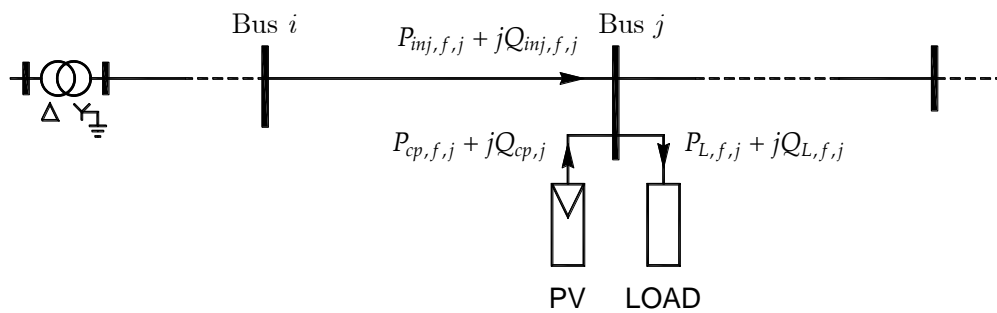 Bus i
P_{inj,f,j} + jQ_{inj,f,j}
Bus j
Δ
P_{cp,f,j} + jQ_{cp,j}
P_{L,f,j} + jQ_{L,f,j}
PV
LOAD